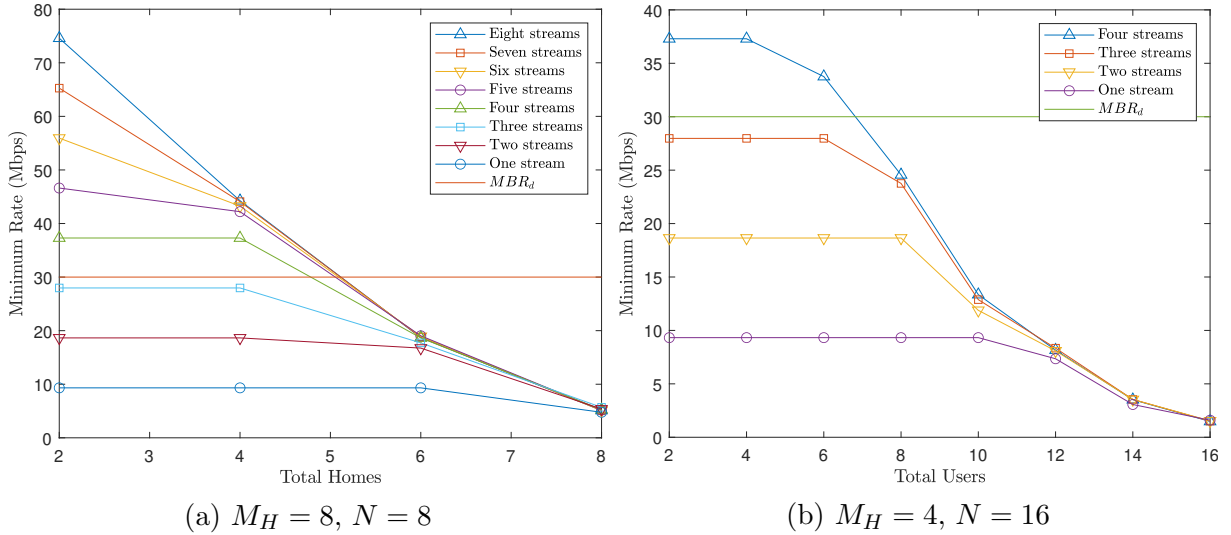 80
70
60
50
40
30
20
10
0
Minimum Rate (Mbps)
Eight streams
Seven streams
Six streams
Five streams
Four streams
Three streams
Two streams
One stream
MBR_d
2 3 4 5 6 7 8
Total Homes
(a) M_H = 8, N = 8
40
35
30
25
20
15
10
5
0
Minimum Rate (Mbps)
Four streams
Three streams
Two streams
One stream
MBR_d
2 4 6 8 10 12 14 16
Total Users
(b) M_H = 4, N = 16